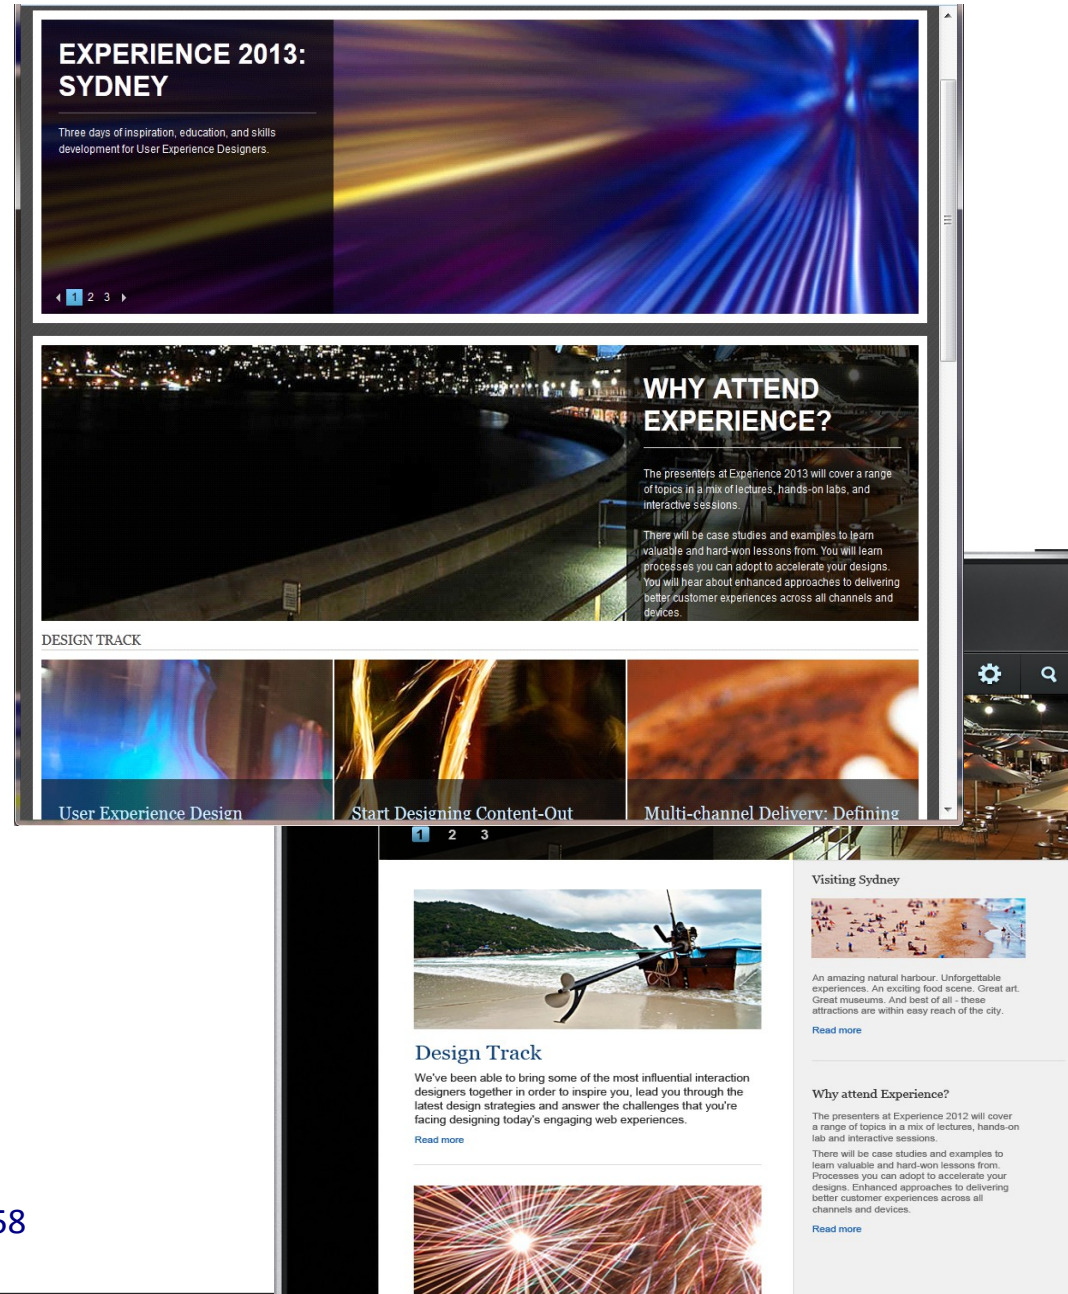 EXPERIENCE 2013:
SYDNEY
Three days of inspiration, education, and skills
development for User Experience Designers.
1 2 3
WHY ATTEND
EXPERIENCE?
The presenters at Experience 2013 will cover a range
of topics in a mix of lectures, hands-on labs, and
interactive sessions.
There will be case studies and examples to learn
valuable and hard-won lessons from. You will learn
processes you can adopt to accelerate your designs.
You will hear about enhanced approaches to delivering
better customer experiences across all channels and
devices.
DESIGN TRACK
User Experience Design
Start Designing Content-Out
Multi-channel Delivery: Defining
1 2 3
Design Track
We've been able to bring some of the most influential interaction
designers together in order to inspire you, lead you through the
latest design strategies and answer the challenges that you're
facing designing today's engaging web experiences.
Read more
Visiting Sydney
An amazing natural harbour. Unforgettable
experiences. An exciting food scene. Great art.
Great museums. And best of all - these
attractions are within easy reach of the city.
Read more
Why attend Experience?
The presenters at Experience 2012 will cover
a range of topics in a mix of lectures, hands-on
lab and interactive sessions.
There will be case studies and examples to
learn valuable and hard-won lessons from.
Processes you can adopt to accelerate your
designs. Enhanced approaches to delivering
better customer experiences across all
channels and devices.
Read more
58